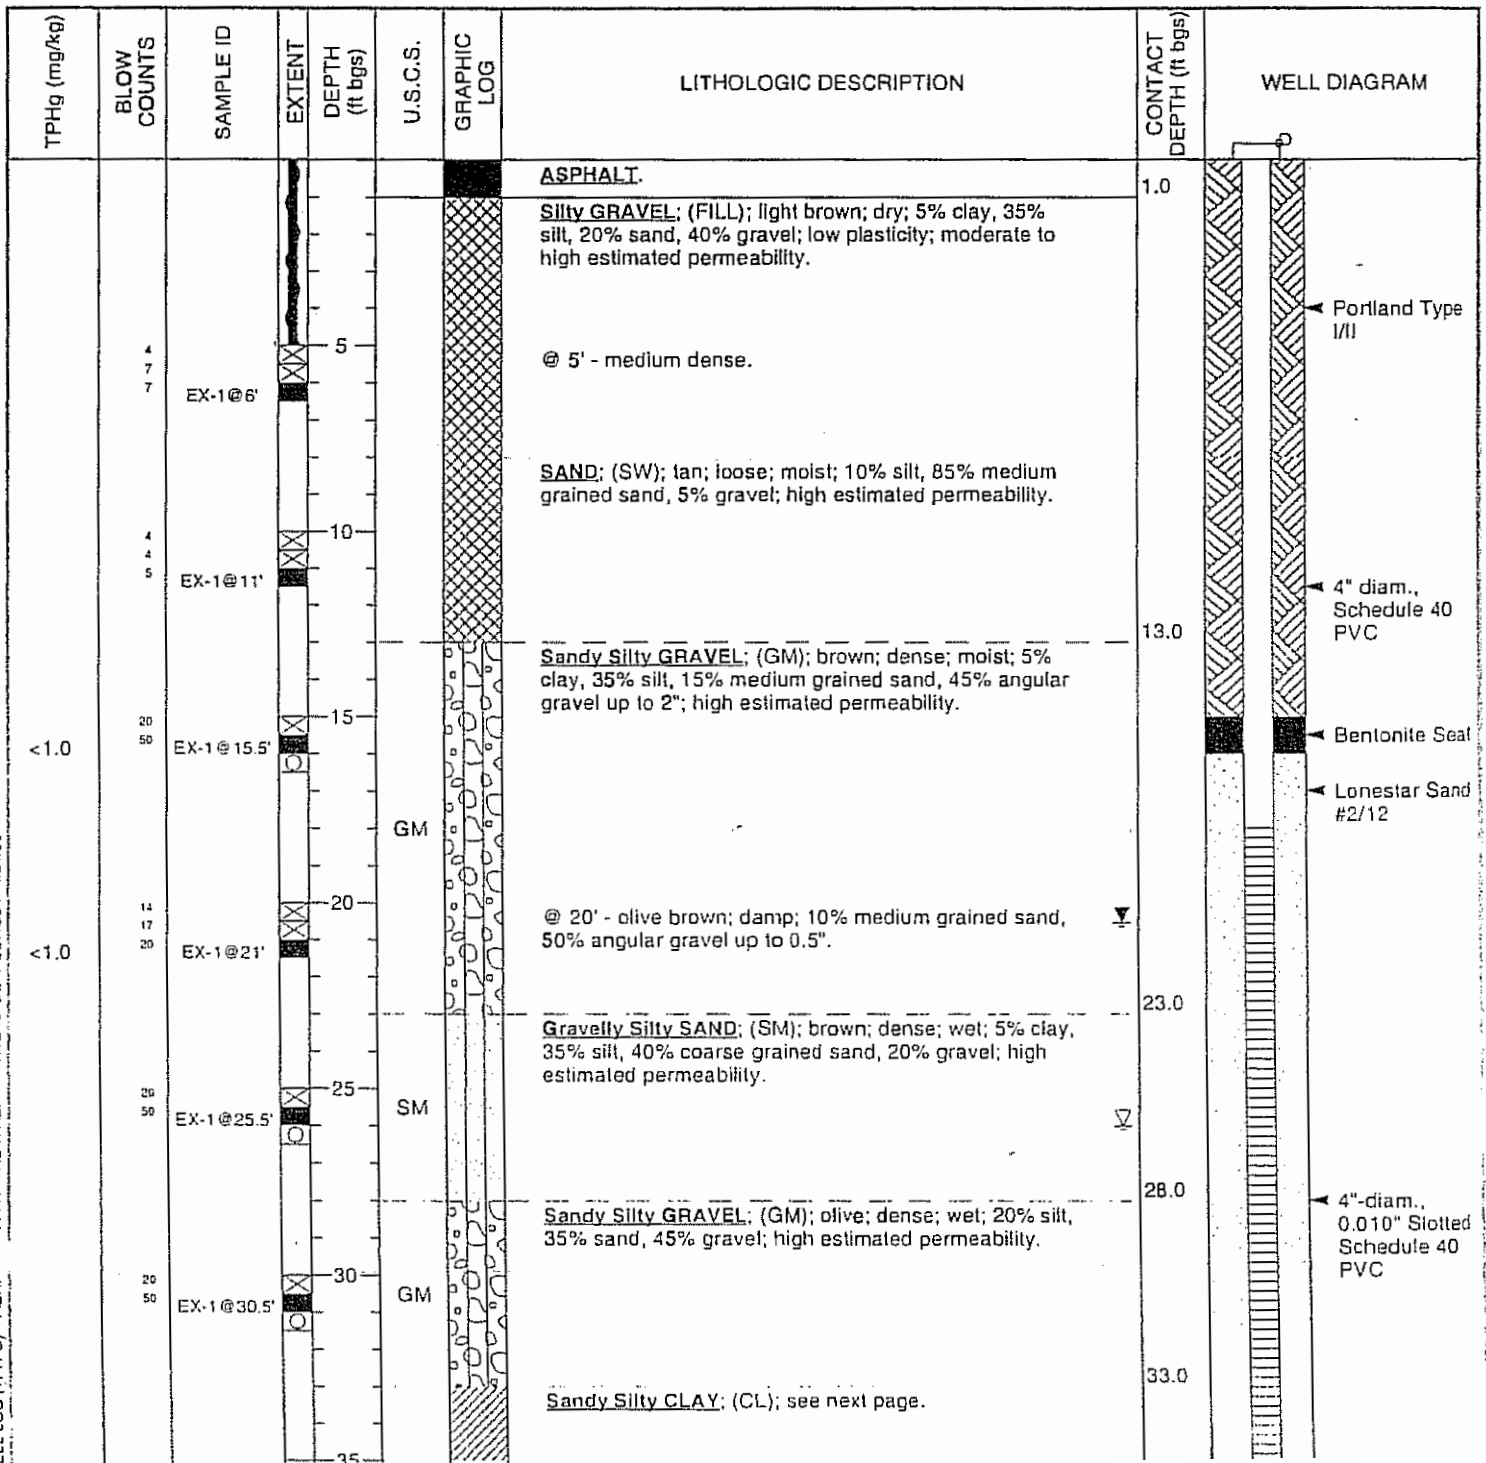 TPHg (mg/kg)
BLOW COUNTS
SAMPLE ID
EXTENT
DEPTH (ft bgs)
U.S.C.S.
GRAPHIC LOG
LITHOLOGIC DESCRIPTION
CONTACT DEPTH (ft bgs)
WELL DIAGRAM
ASPHALT.
1.0
Silty GRAVEL; (FILL); light brown; dry; 5% clay, 35%
silt, 20% sand, 40% gravel; low plasticity; moderate to
high estimated permeability.
Portland Type
I/II
4
7
7
EX-1@6'
5
@ 5' - medium dense.
SAND; (SW); tan; loose; moist; 10% silt, 85% medium
grained sand, 5% gravel; high estimated permeability.
4
4
5
EX-1@11'
10
4" diam.,
Schedule 40
PVC
13.0
Sandy Silty GRAVEL; (GM); brown; dense; moist; 5%
clay, 35% silt, 15% medium grained sand, 45% angular
gravel up to 2"; high estimated permeability.
<1.0
20
50
EX-1@15.5'
15
Bentonite Seal
Lonestar Sand
#2/12
GM
<1.0
14
17
20
EX-1@21'
20
@ 20' - olive brown; damp; 10% medium grained sand,
50% angular gravel up to 0.5".
23.0
Gravelly Silty SAND; (SM); brown; dense; wet; 5% clay,
35% silt, 40% coarse grained sand, 20% gravel; high
estimated permeability.
20
50
EX-1@25.5'
25
SM
28.0
Sandy Silty GRAVEL; (GM); olive; dense; wet; 20% silt,
35% sand, 45% gravel; high estimated permeability.
4"-diam.,
0.010" Slotted
Schedule 40
PVC
20
50
EX-1@30.5'
30
GM
33.0
Sandy Silty CLAY; (CL); see next page.
35